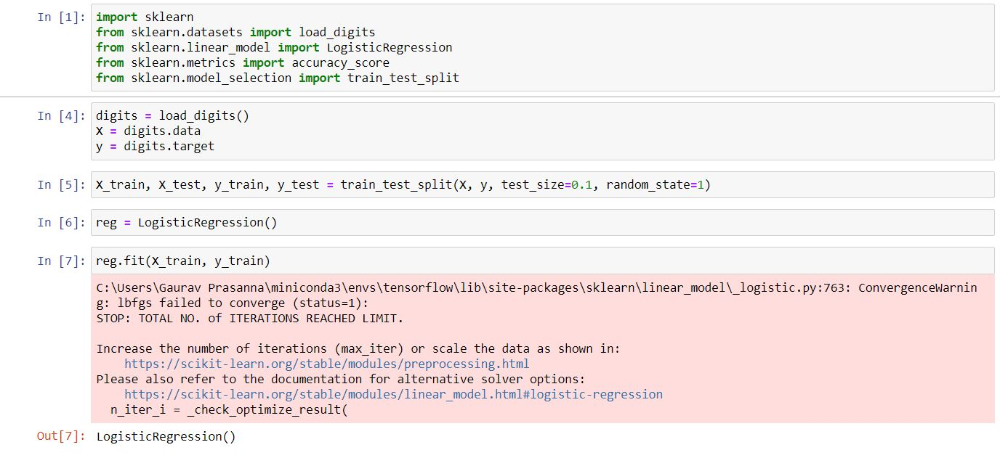 In [1]: import sklearn
from sklearn.datasets import load_digits
from sklearn.linear_model import LogisticRegression
from sklearn.metrics import accuracy_score
from sklearn.model_selection import train_test_split
In [4]: digits = load_digits()
X = digits.data
y = digits.target
In [5]: X_train, X_test, y_train, y_test = train_test_split(X, y, test_size=0.1, random_state=1)
In [6]: reg = LogisticRegression()
In [7]: reg.fit(X_train, y_train)
C:\Users\Gaurav Prasanna\miniconda3\envs\tensorflow\lib\site-packages\sklearn\linear_model\_logistic.py:763: ConvergenceWarnin
g: lbfgs failed to converge (status=1):
STOP: TOTAL NO. of ITERATIONS REACHED LIMIT.
Increase the number of iterations (max_iter) or scale the data as shown in:
https://scikit-learn.org/stable/modules/preprocessing.html
Please also refer to the documentation for alternative solver options:
https://scikit-learn.org/stable/modules/linear_model.html#logistic-regression
n_iter_i = _check_optimize_result(
Out[7]: LogisticRegression()